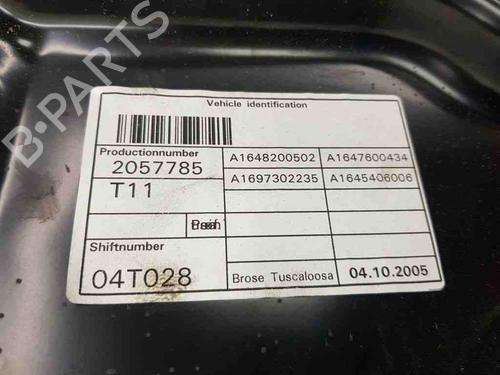 B-PARTS
Vehicle identification
Productionnumber
2057785
A1648200502 A1647600434
T11
A1697302235 A1645406006
Shiftnumber
04T028
Brose Tuscaloosa 04.10.2005